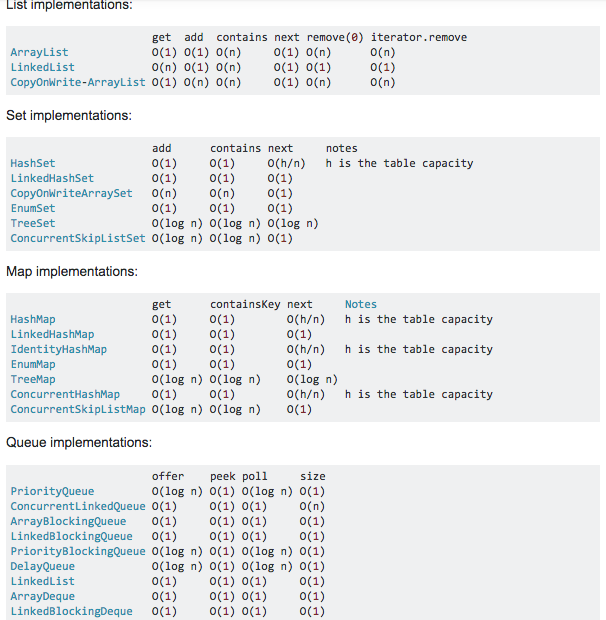 List implementations:
get add contains next remove(0) iterator.remove
ArrayList O(1) O(1) O(n) O(1) O(n) O(n)
LinkedList O(n) O(1) O(n) O(1) O(1) O(1)
CopyOnWrite-ArrayList O(1) O(n) O(n) O(1) O(n) O(n)
Set implementations:
add contains next notes
HashSet O(1) O(1) O(h/n) h is the table capacity
LinkedHashSet O(1) O(1) O(1)
CopyOnWriteArraySet O(n) O(n) O(1)
EnumSet O(1) O(1) O(1)
TreeSet O(log n) O(log n) O(log n)
ConcurrentSkipListSet O(log n) O(log n) O(1)
Map implementations:
get containsKey next Notes
HashMap O(1) O(1) O(h/n) h is the table capacity
LinkedHashMap O(1) O(1) O(1)
IdentityHashMap O(1) O(1) O(h/n) h is the table capacity
EnumMap O(1) O(1) O(1)
TreeMap O(log n) O(log n) O(log n)
ConcurrentHashMap O(1) O(1) O(h/n) h is the table capacity
ConcurrentSkipListMap O(log n) O(log n) O(1)
Queue implementations:
offer peek poll size
PriorityQueue O(log n) O(1) O(log n) O(1)
ConcurrentLinkedQueue O(1) O(1) O(1) O(n)
ArrayBlockingQueue O(1) O(1) O(1) O(1)
LinkedBlockingQueue O(1) O(1) O(1) O(1)
PriorityBlockingQueue O(log n) O(1) O(log n) O(1)
DelayQueue O(log n) O(1) O(log n) O(1)
LinkedList O(1) O(1) O(1) O(1)
ArrayDeque O(1) O(1) O(1) O(1)
LinkedBlockingDeque O(1) O(1) O(1) O(1)